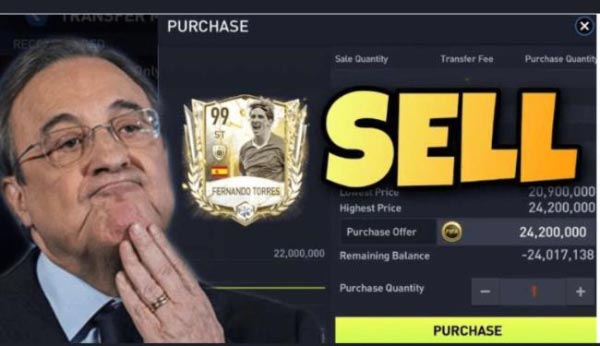 TRANSFER M
PURCHASE
Sale Quantity Transfer Fee Purchase Quantity
99
ST
FERNANDO TORRES
SELL
Lowest Price 20,900,000
Highest Price 24,200,000
Purchase Offer 24,200,000
22,000,000 Remaining Balance -24,017,138
Purchase Quantity - 1 +
PURCHASE